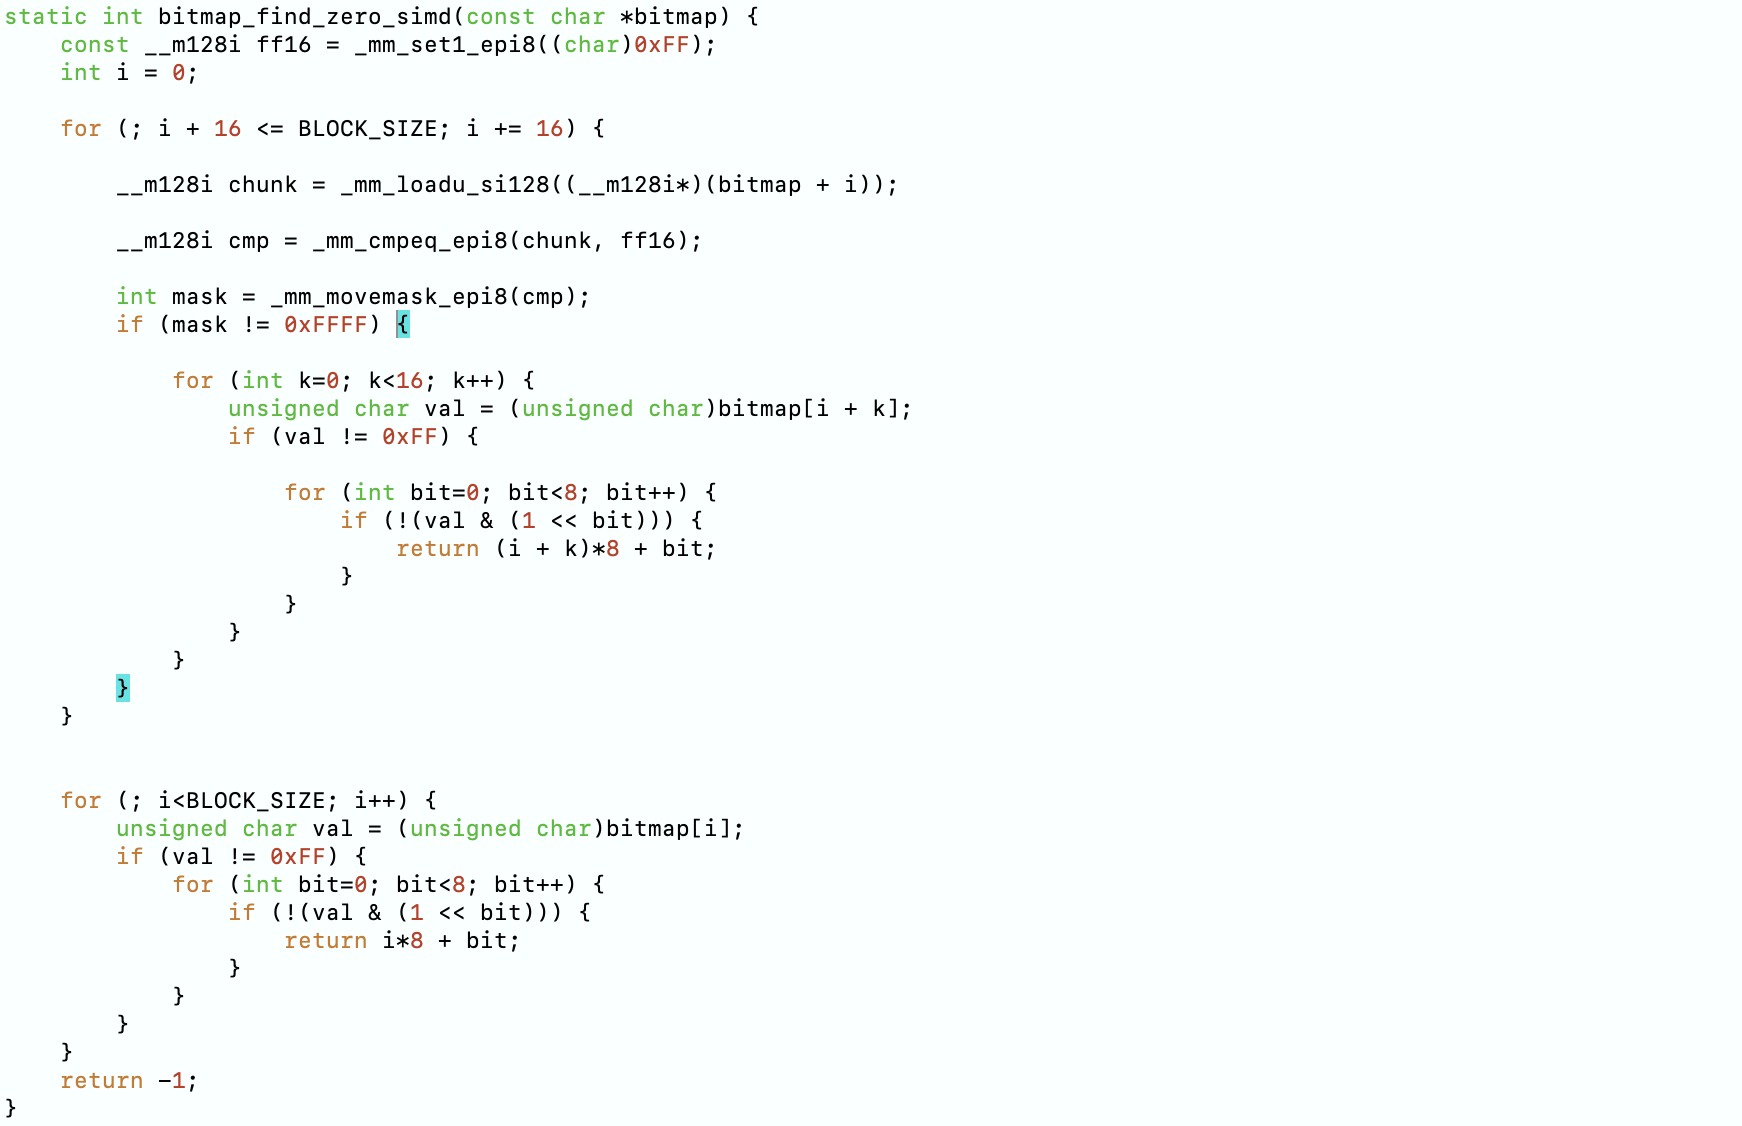 static int bitmap_find_zero_simd(const char *bitmap) {
    const __m128i ff16 = _mm_set1_epi8((char)0xFF);
    int i = 0;

    for (; i + 16 <= BLOCK_SIZE; i += 16) {

        __m128i chunk = _mm_loadu_si128((__m128i*)(bitmap + i));

        __m128i cmp = _mm_cmpeq_epi8(chunk, ff16);

        int mask = _mm_movemask_epi8(cmp);
        if (mask != 0xFFFF) {

            for (int k=0; k<16; k++) {
                unsigned char val = (unsigned char)bitmap[i + k];
                if (val != 0xFF) {

                    for (int bit=0; bit<8; bit++) {
                        if (!(val & (1 << bit))) {
                            return (i + k)*8 + bit;
                        }
                    }
                }
            }
        }
    }


    for (; i<BLOCK_SIZE; i++) {
        unsigned char val = (unsigned char)bitmap[i];
        if (val != 0xFF) {
            for (int bit=0; bit<8; bit++) {
                if (!(val & (1 << bit))) {
                    return i*8 + bit;
                }
            }
        }
    }
    return -1;
}